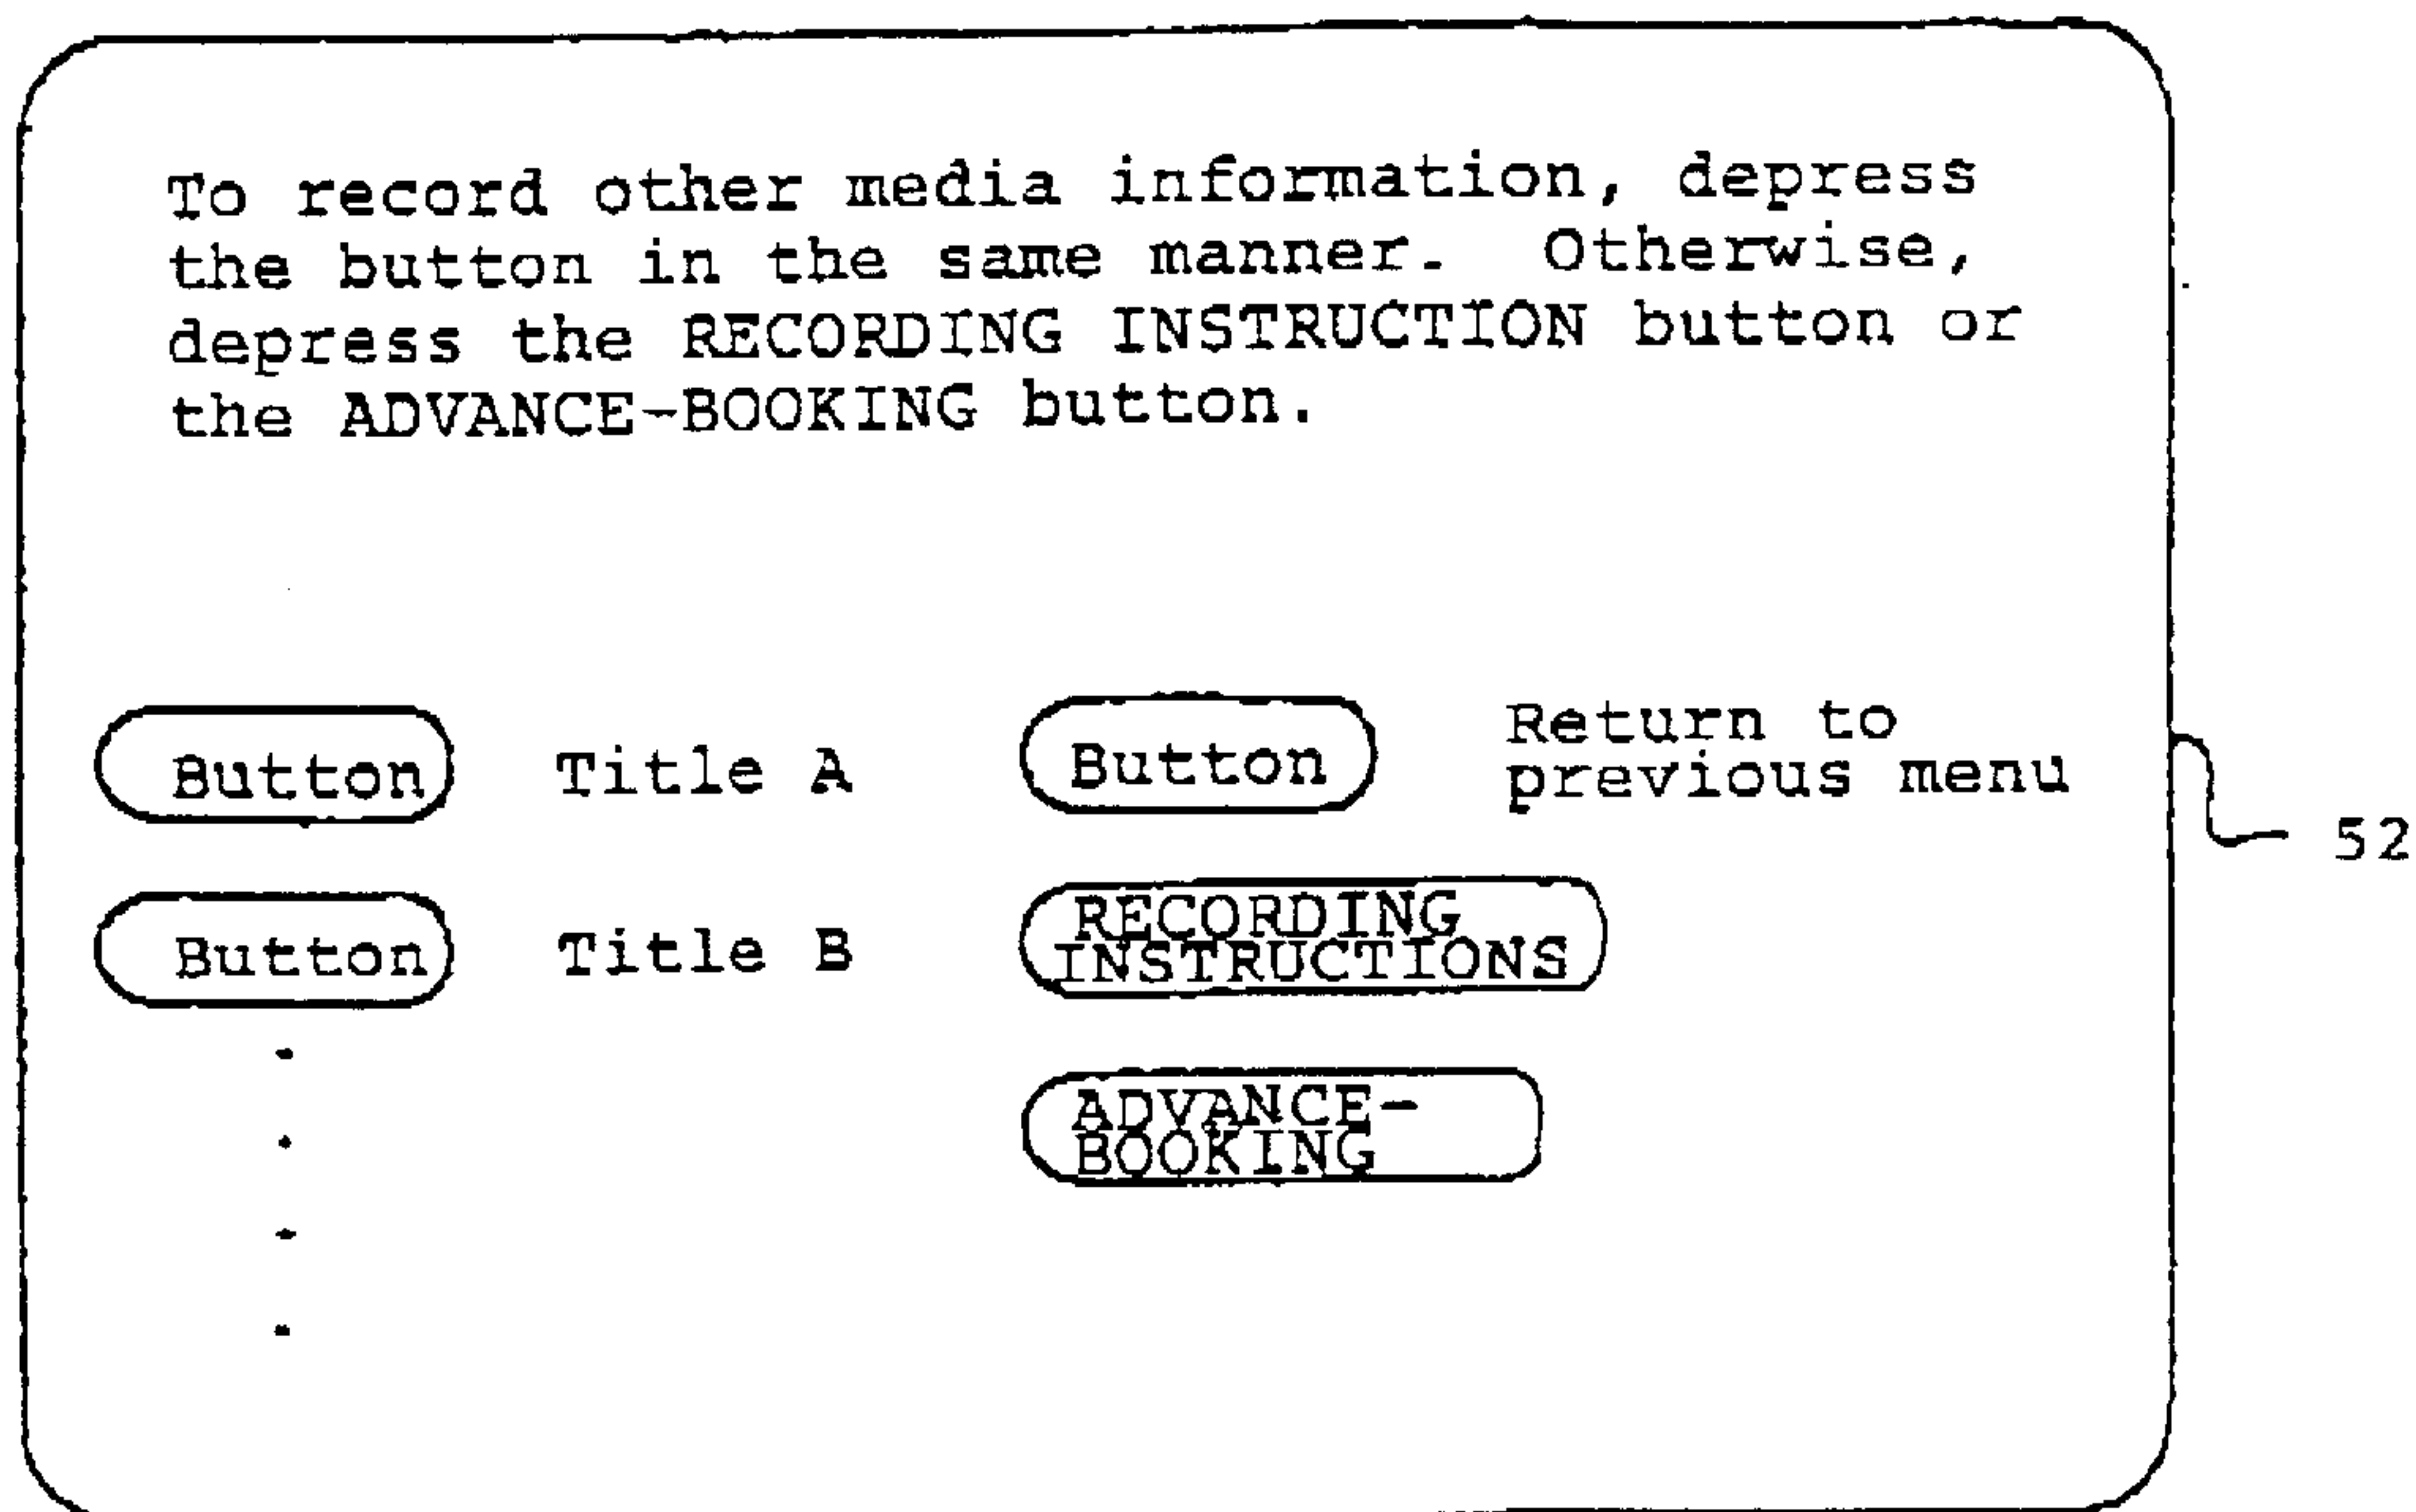 To record other media information, depress
the button in the same manner. Otherwise,
depress the RECORDING INSTRUCTION button or
the ADVANCE-BOOKING button.
Button Title A Button Return to
previous menu
52
Button Title B RECORDING
INSTRUCTIONS
ADVANCE-
BOOKING